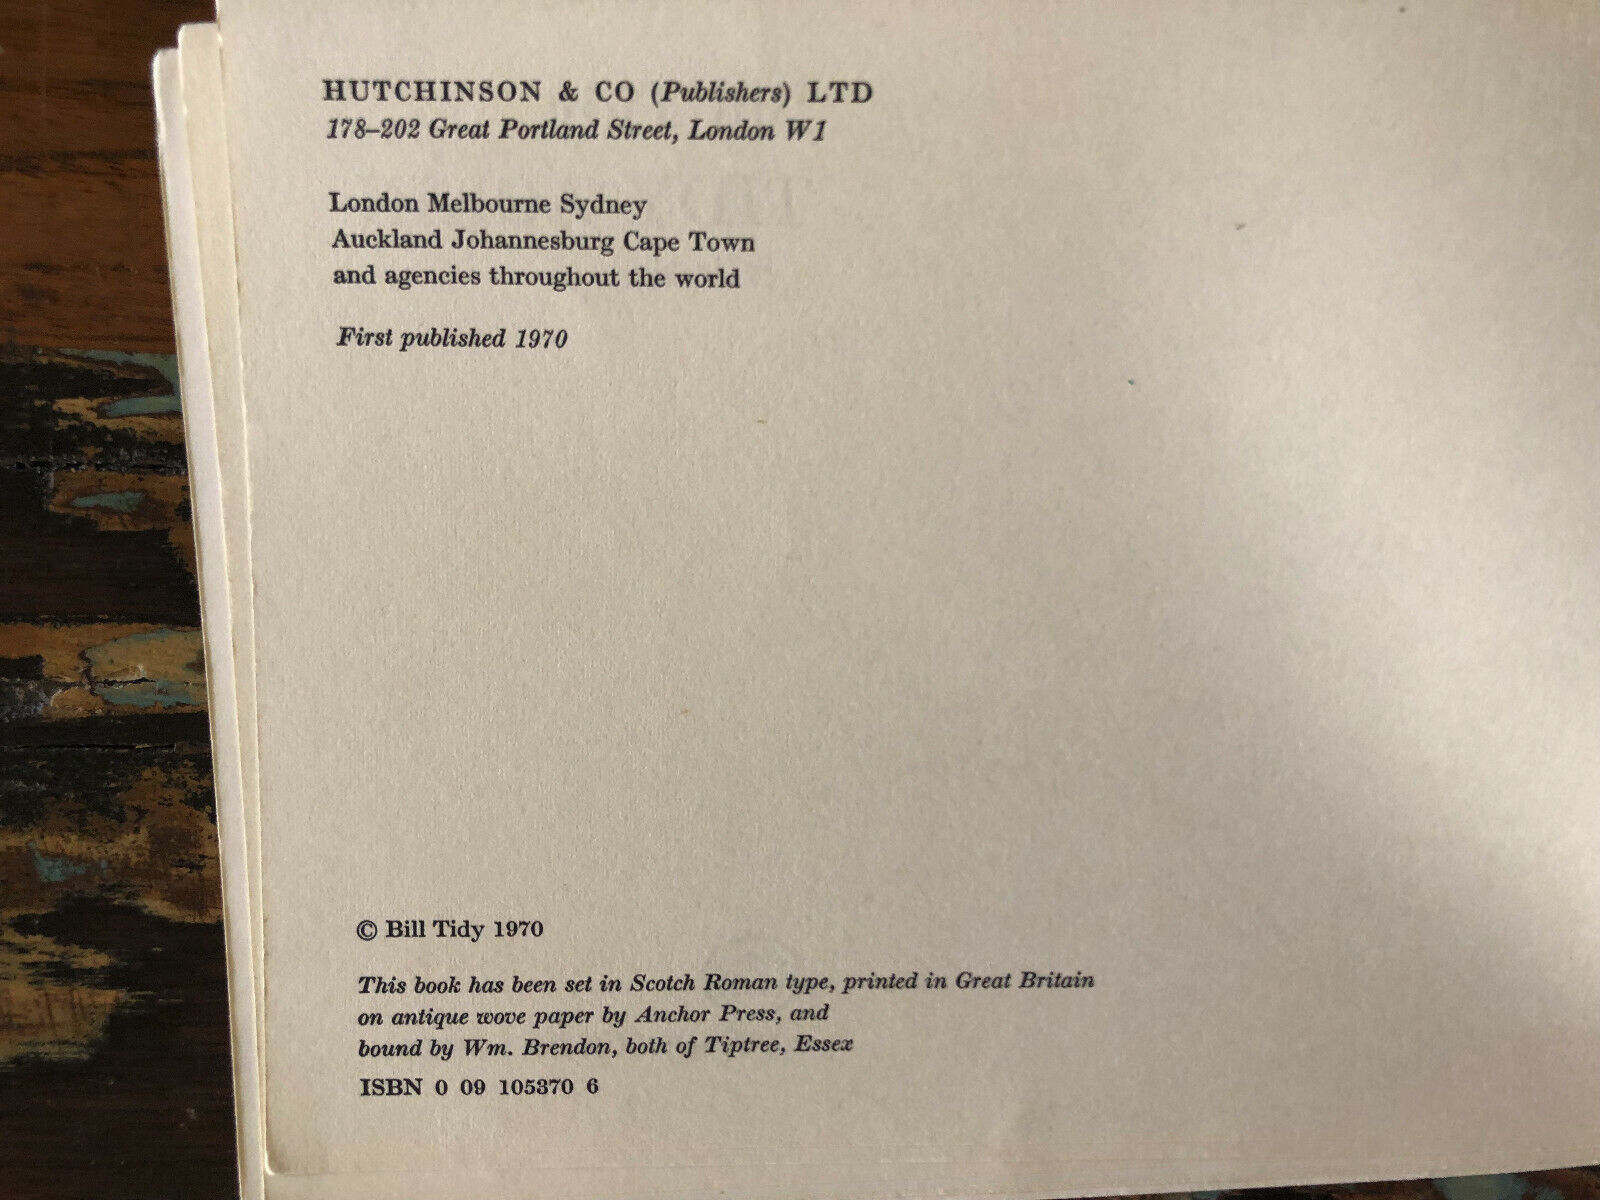 HUTCHINSON & CO (Publishers) LTD
178–202 Great Portland Street, London W1
London Melbourne Sydney
Auckland Johannesburg Cape Town
and agencies throughout the world
First published 1970
© Bill Tidy 1970
This book has been set in Scotch Roman type, printed in Great Britain
on antique wove paper by Anchor Press, and
bound by Wm. Brendon, both of Tiptree, Essex
ISBN 0 09 105370 6